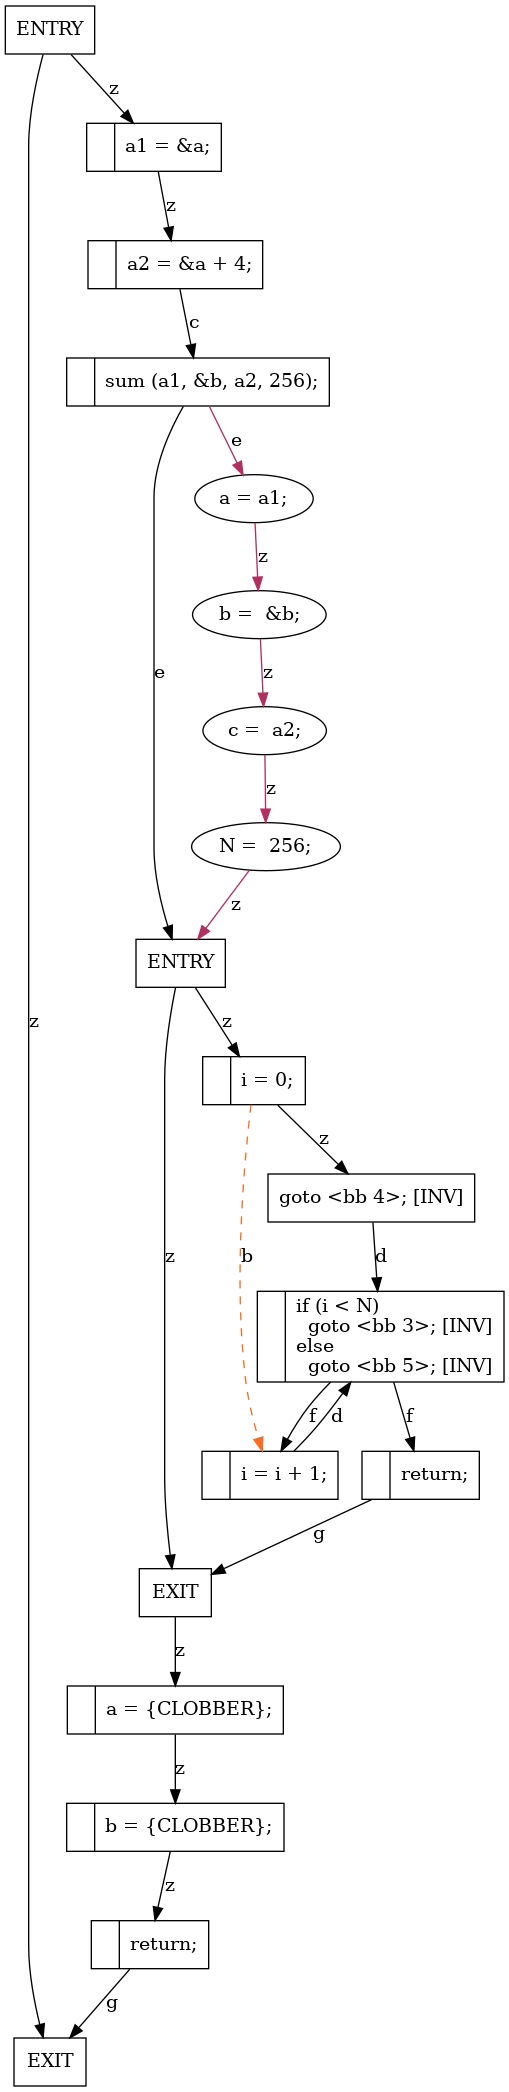 ENTRY
z
a1 = &a;
z
a2 = &a + 4;
c
sum (a1, &b, a2, 256);
e
a = a1;
z
b =  &b;
e
z
c =  a2;
z
N =  256;
z
ENTRY
z
z
i = 0;
z
goto <bb 4>; [INV]
z
b
d
if (i < N)
  goto <bb 3>; [INV]
else
  goto <bb 5>; [INV]
f
d
f
i = i + 1;
return;
g
EXIT
z
a = {CLOBBER};
z
b = {CLOBBER};
z
return;
g
EXIT